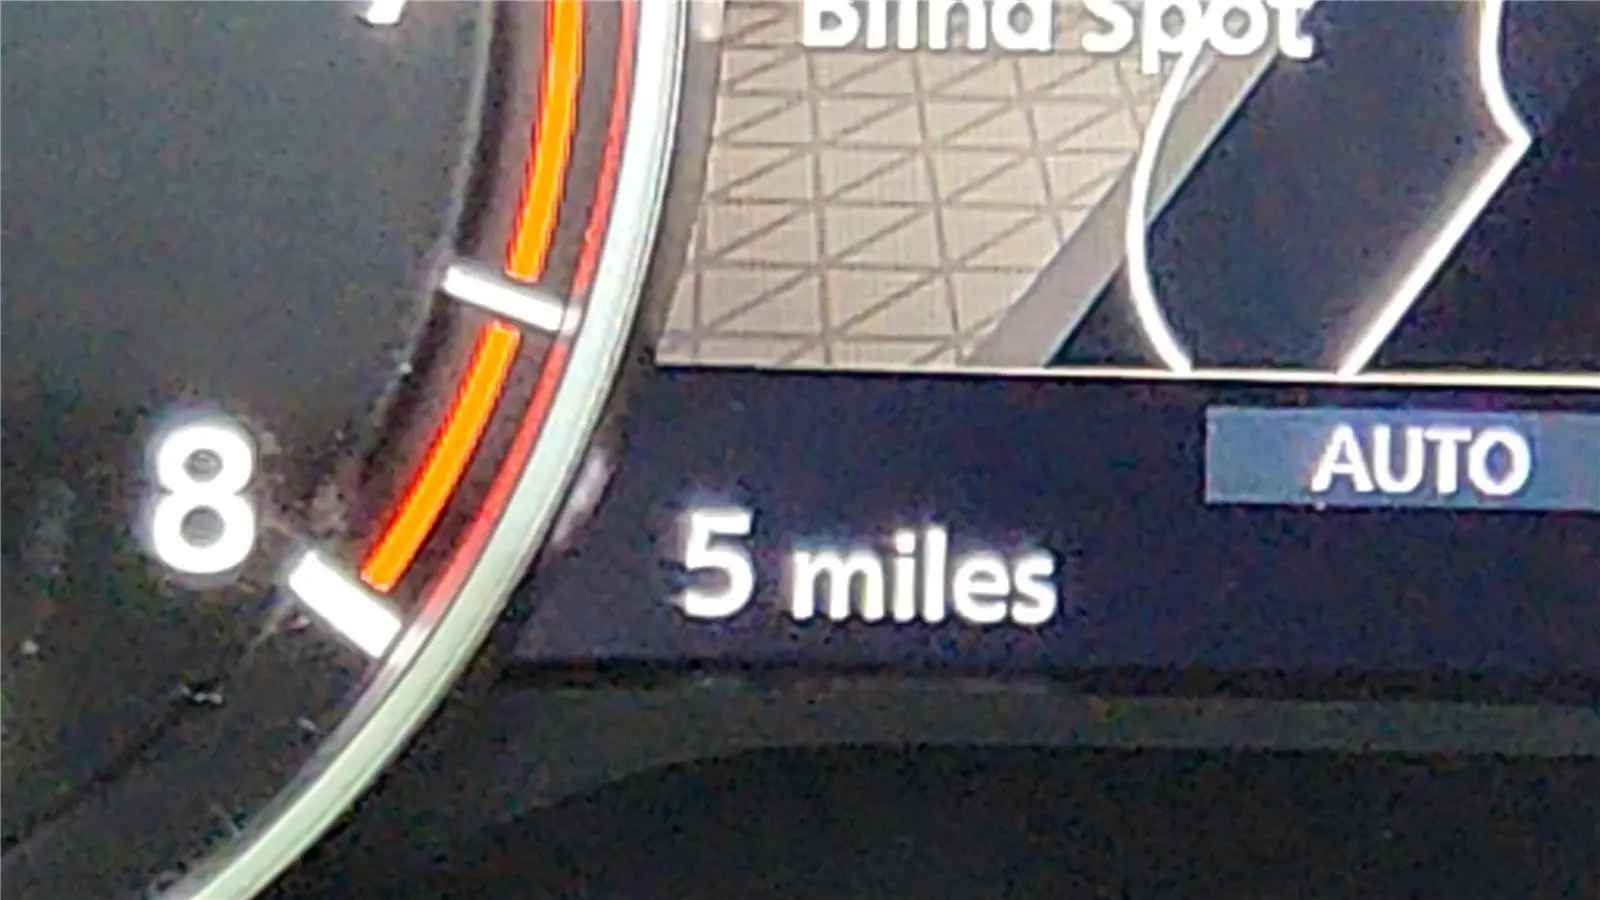 Blind Spot
AUTO
8
5 miles